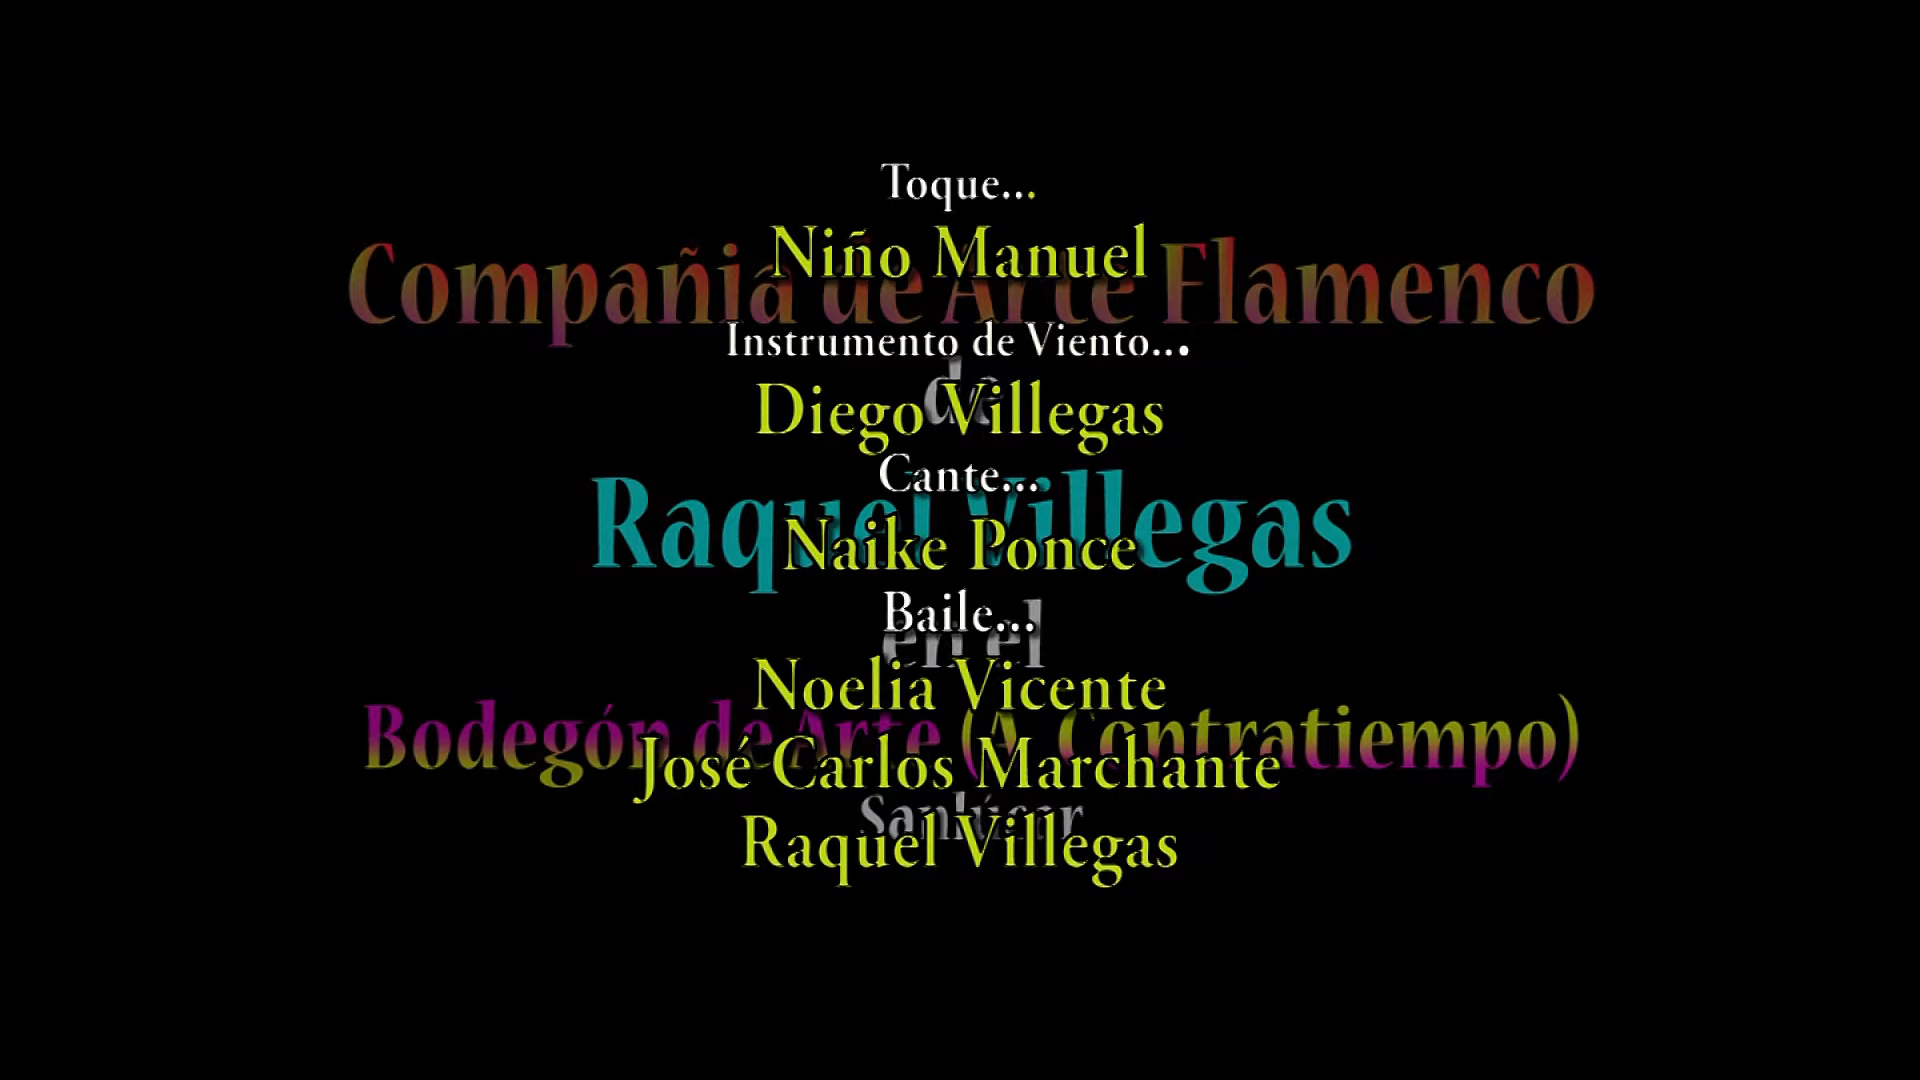 Toque....
Niño Manuel
Compañia de Arte Flamenco
Instrumento de Viento...
de
Diego Villegas
Cante...
Raquel Villegas
Naike Ponce
Baile...
en el
Noelia Vicente
Bodegón de Arte (A Contratiempo)
José Carlos Marchante
Sanlúcar
Raquel Villegas